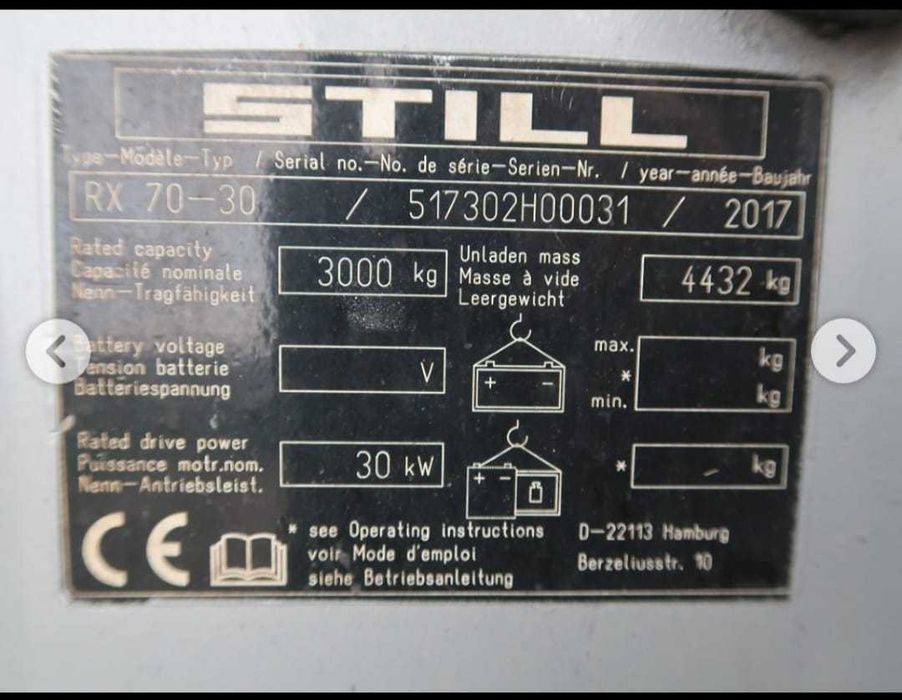 STILL
Type-Modèle-Typ / Serial no.-No. de série-Serien-Nr. / year-année-Baujahr
RX 70-30 / 517302H00031 / 2017
Rated capacity
Capacité nominale
Nenn-Tragfähigkeit
3000 kg
Unladen mass
Masse à vide
Leergewicht
4432 kg
Battery voltage
Tension batterie
Batteriespannung
V
+ -
max.
*
min.
kg
kg
Rated drive power
Puissance motr.nom.
Nenn-Antriebsleist.
30 kW
+ -
*
- kg
CE
* see Operating instructions
voir Mode d'emploi
siehe Betriebsanleitung
D-22113 Hamburg
Berzeliusstr. 10